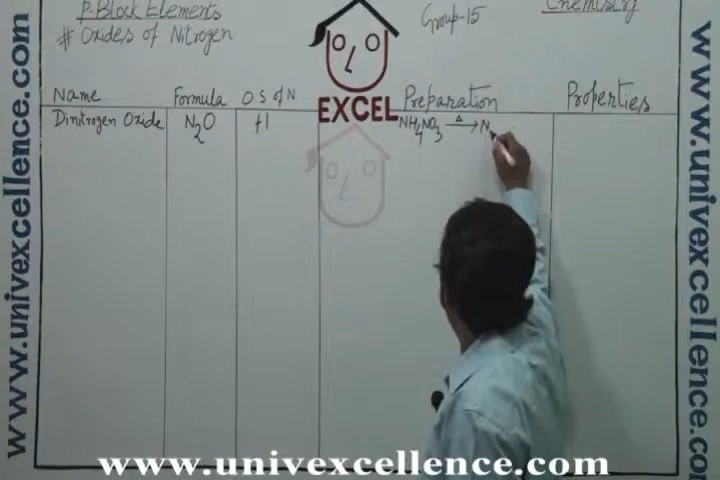 P-Block Elements
Group-15
Chemistry
# Oxides of Nitrogen
EXCEL
Name Formula O.S of N Preparation Properties
Dinitrogen Oxide N2O +1 NH4NO3 Δ→ N
www.univexcellence.com
www.univexcellence.com
www.univexcellence.com